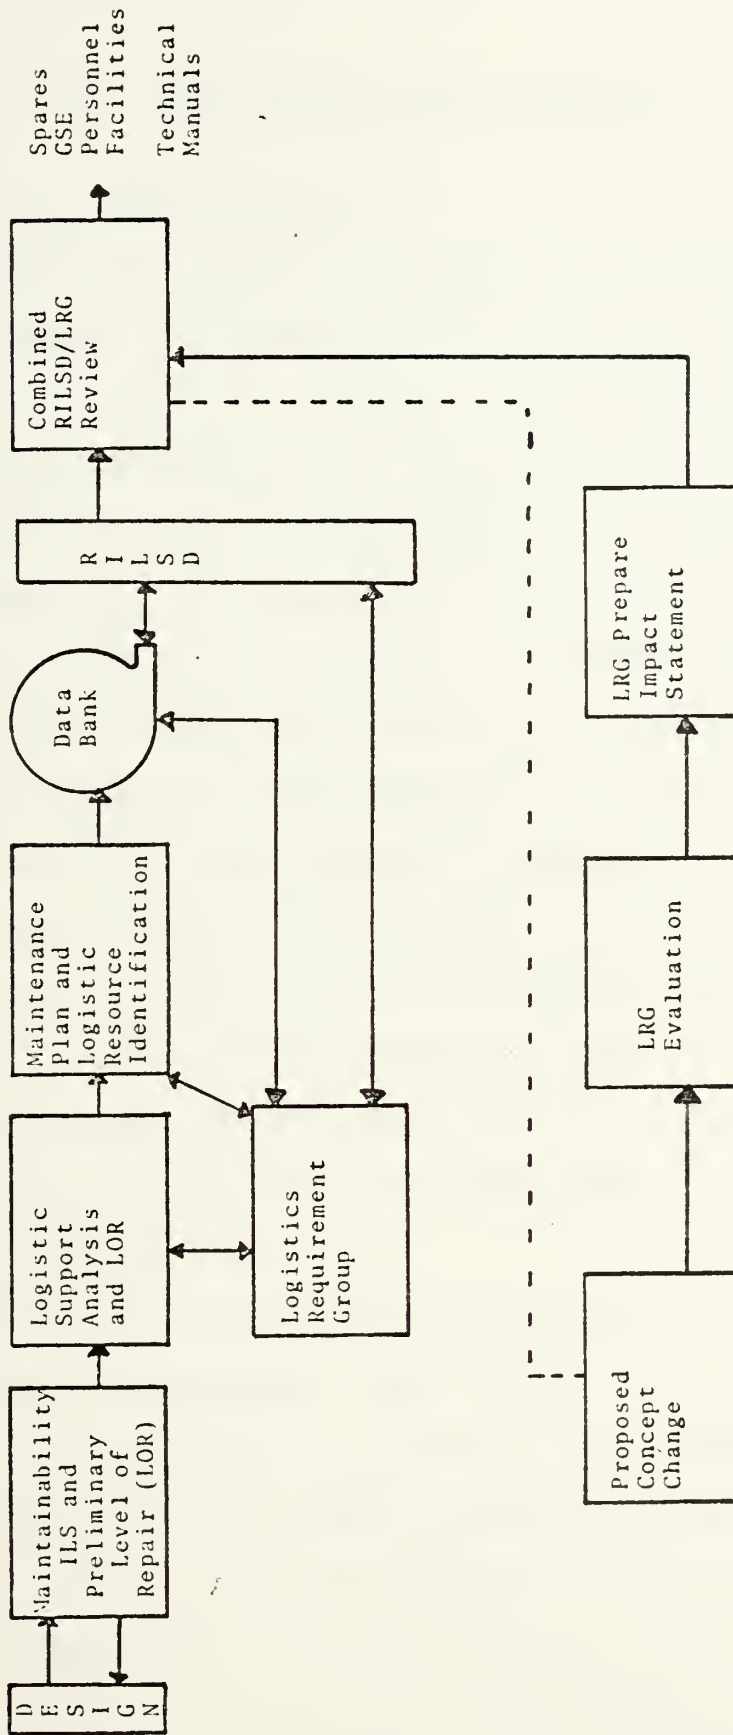 D
E
S
I
G
N
Maintainability
ILS and
Preliminary
Level of
Repair (LOR)
Logistic
Support
Analysis
and LOR
Maintenance
Plan and
Logistic
Resource
Identification
Data
Bank
R
I
L
S
D
Combined
RILSD/LRG
Review
Spares
GSE
Personnel
Facilities
Technical
Manuals
Logistics
Requirement
Group
Proposed
Concept
Change
LRG
Evaluation
LRG Prepare
Impact
Statement